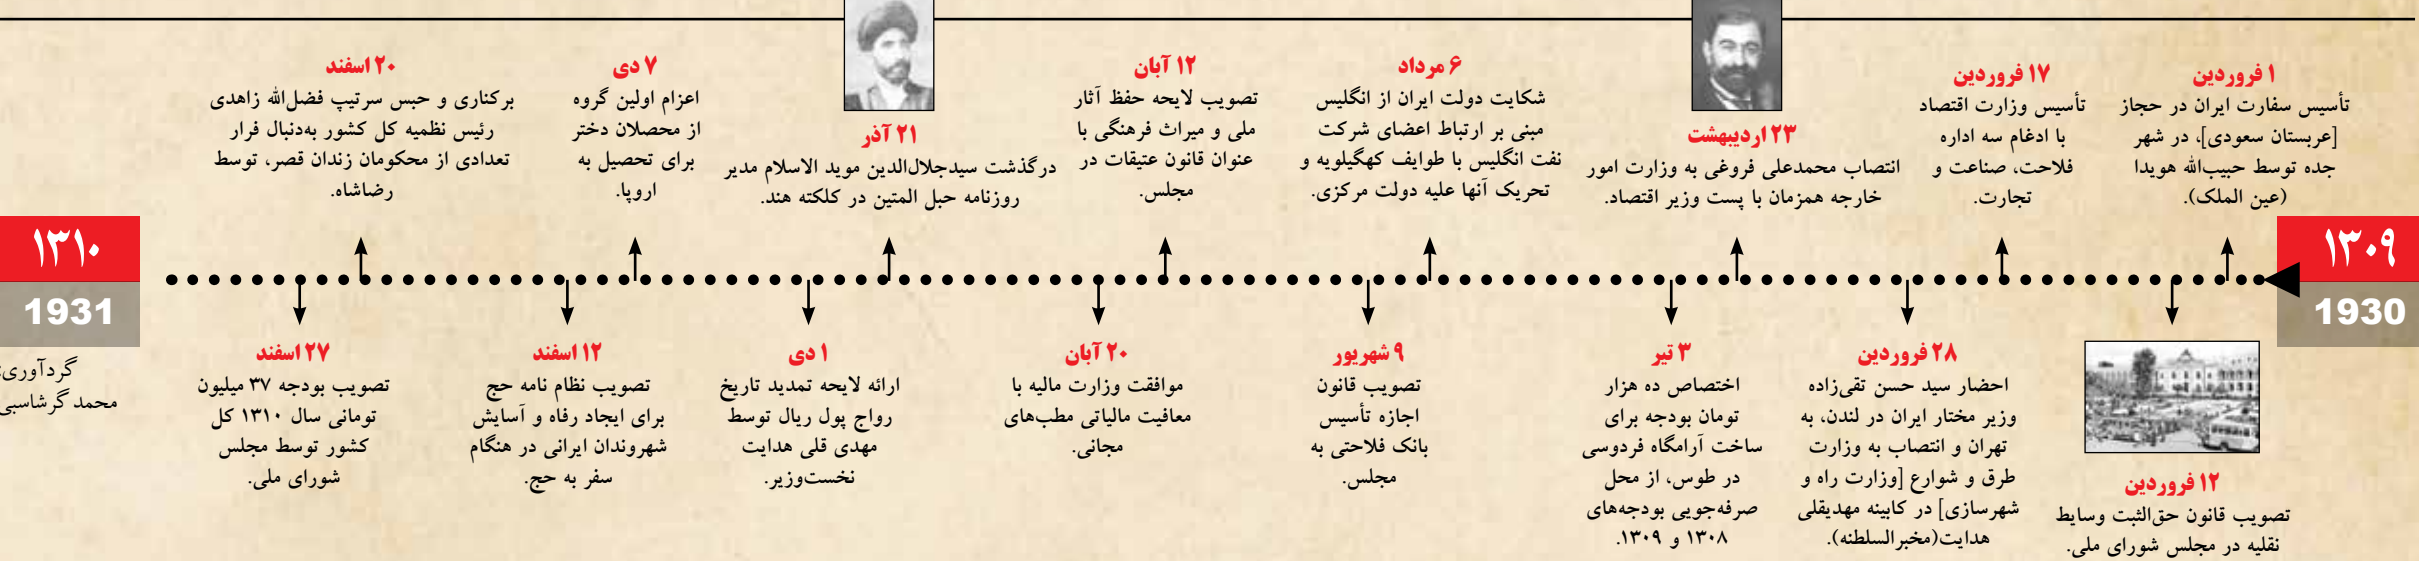 ۱۳۰۹
1930
۱ فروردین
تأسیس سفارت ایران در حجاز
[عربستان سعودی]، در شهر
جده توسط حبیب‌الله هویدا
(عین الملک).
۱۲ فروردین
تصویب قانون حق‌الثبت وسایط
نقلیه در مجلس شورای ملی.
۱۷ فروردین
تأسیس وزارت اقتصاد
با ادغام سه اداره
فلاحت، صناعت و
تجارت.
۲۸ فروردین
احضار سید حسن تقی‌زاده
وزیر مختار ایران در لندن، به
تهران و انتصاب به وزارت
طرق و شوارع [وزارت راه و
شهرسازی] در کابینه مهدیقلی
هدایت(مخبرالسلطنه).
۲۳ اردیبهشت
انتصاب محمدعلی فروغی به وزارت امور
خارجه همزمان با پست وزیر اقتصاد.
۳ تیر
اختصاص ده هزار
تومان بودجه برای
ساخت آرامگاه فردوسی
در طوس، از محل
صرفه‌جویی بودجه‌های
۱۳۰۸ و ۱۳۰۹.
۶ مرداد
شکایت دولت ایران از انگلیس
مبنی بر ارتباط اعضای شرکت
نفت انگلیس با طوایف کهگیلویه و
تحریک آنها علیه دولت مرکزی.
۹ شهریور
تصویب قانون
اجازه تأسیس
بانک فلاحتی به
مجلس.
۱۲ آبان
تصویب لایحه حفظ آثار
ملی و میراث فرهنگی با
عنوان قانون عتیقات در
مجلس.
۲۰ آبان
موافقت وزارت مالیه با
معافیت مالیاتی مطب‌های
مجانی.
۲۱ آذر
درگذشت سیدجلال‌الدین موید الاسلام مدیر
روزنامه حبل المتین در کلکته هند.
۱ دی
ارائه لایحه تمدید تاریخ
رواج پول ریال توسط
مهدی قلی هدایت
نخست‌وزیر.
۷ دی
اعزام اولین گروه
از محصلان دختر
برای تحصیل به
اروپا.
۱۲ اسفند
تصویب نظام نامه حج
برای ایجاد رفاه و آسایش
شهروندان ایرانی در هنگام
سفر به حج.
۲۰ اسفند
برکناری و حبس سرتیپ فضل‌الله زاهدی
رئیس نظمیه کل کشور به‌دنبال فرار
تعدادی از محکومان زندان قصر، توسط
رضاشاه.
۲۷ اسفند
تصویب بودجه ۳۷ میلیون
تومانی سال ۱۳۱۰ کل
کشور توسط مجلس
شورای ملی.
۱۳۱۰
1931
گردآوری:
محمد گرشاسبی